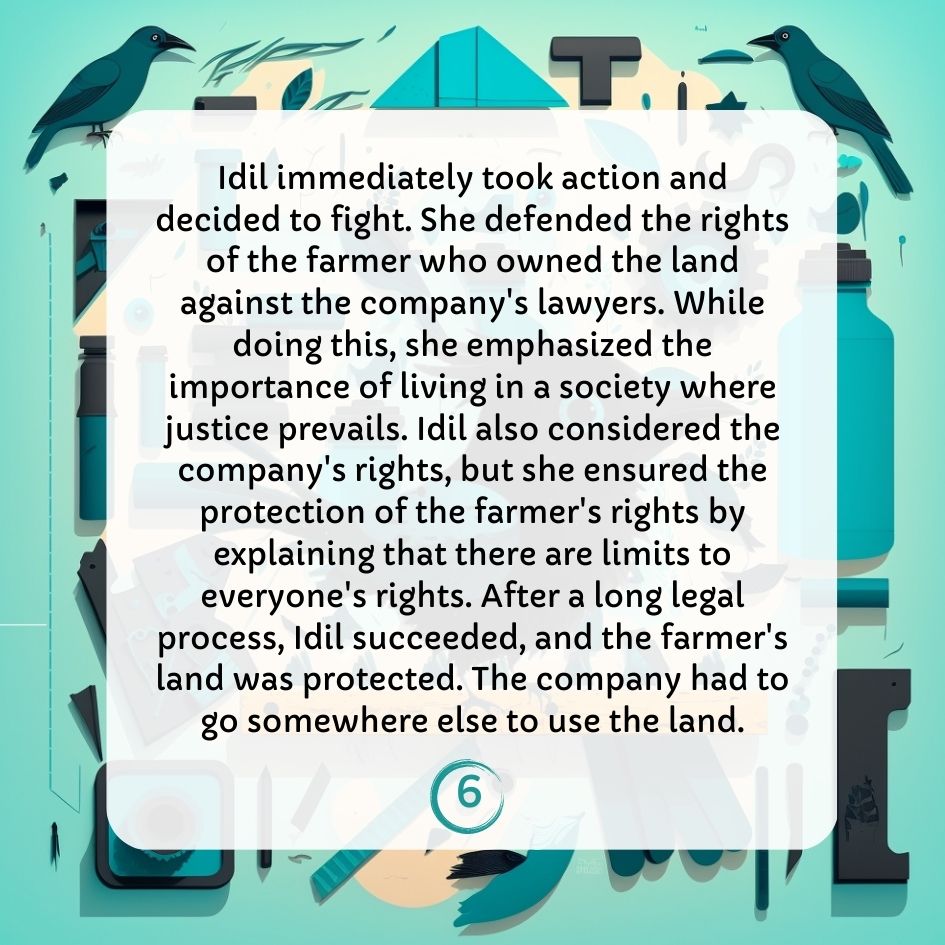 Idil immediately took action and
decided to fight. She defended the rights
of the farmer who owned the land
against the company's lawyers. While
doing this, she emphasized the
importance of living in a society where
justice prevails. Idil also considered the
company's rights, but she ensured the
protection of the farmer's rights by
explaining that there are limits to
everyone's rights. After a long legal
process, Idil succeeded, and the farmer's
land was protected. The company had to
go somewhere else to use the land.
6